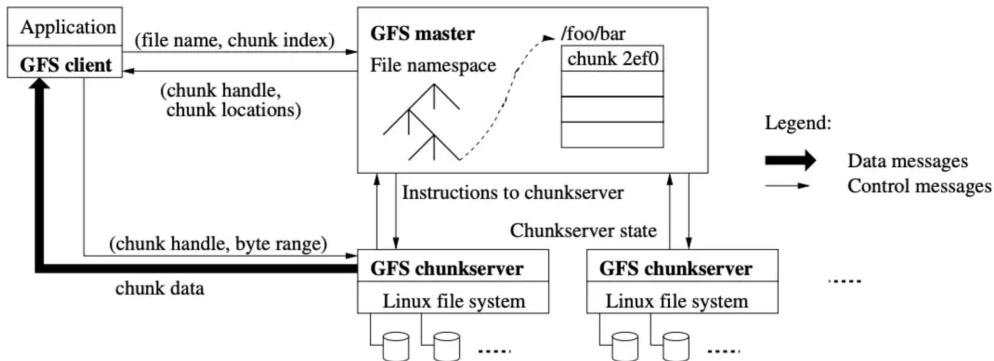 Application
GFS client
(file name, chunk index)
(chunk handle,
chunk locations)
GFS master
File namespace
/foo/bar
chunk 2ef0
Legend:
Data messages
Control messages
Instructions to chunkserver
Chunkserver state
(chunk handle, byte range)
chunk data
GFS chunkserver
Linux file system
GFS chunkserver
Linux file system